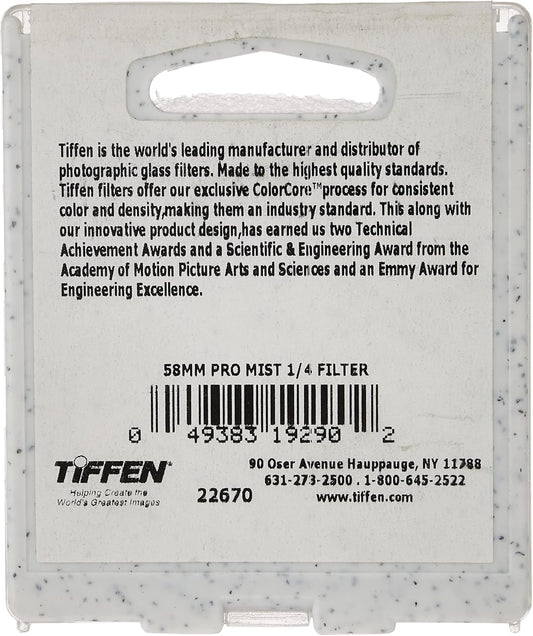 Tiffen is the world's leading manufacturer and distributor of
photographic glass filters. Made to the highest quality standards.
Tiffen filters offer our exclusive ColorCore™process for consistent
color and density,making them an industry standard. This along with
our innovative product design,has earned us two Technical
Achievement Awards and a Scientific & Engineering Award from the
Academy of Motion Picture Arts and Sciences and an Emmy Award for
Engineering Excellence.
58MM PRO MIST 1/4 FILTER
0 49383 19290 2
TIFFEN®
Helping Create the
World's Greatest Images
22670
90 Oser Avenue Hauppauge, NY 11788
631-273-2500 . 1-800-645-2522
www.tiffen.com